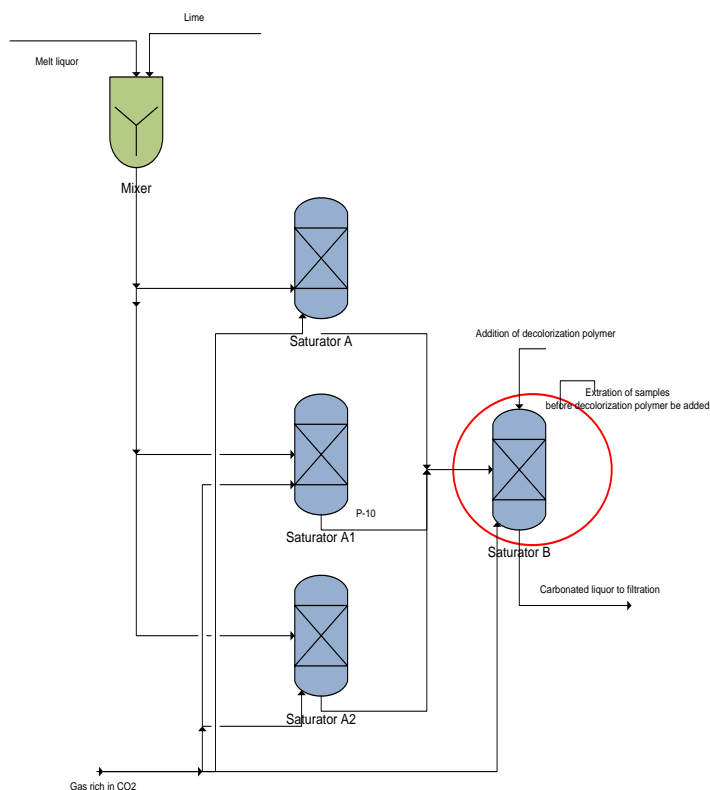 Lime
Melt liquor
Mixer
Saturator A
Addition of decolorization polymer
Extration of samples
before decolorization polymer be added
P-10
Saturator A1
Saturator B
Carbonated liquor to filtration
Saturator A2
Gas rich in CO2